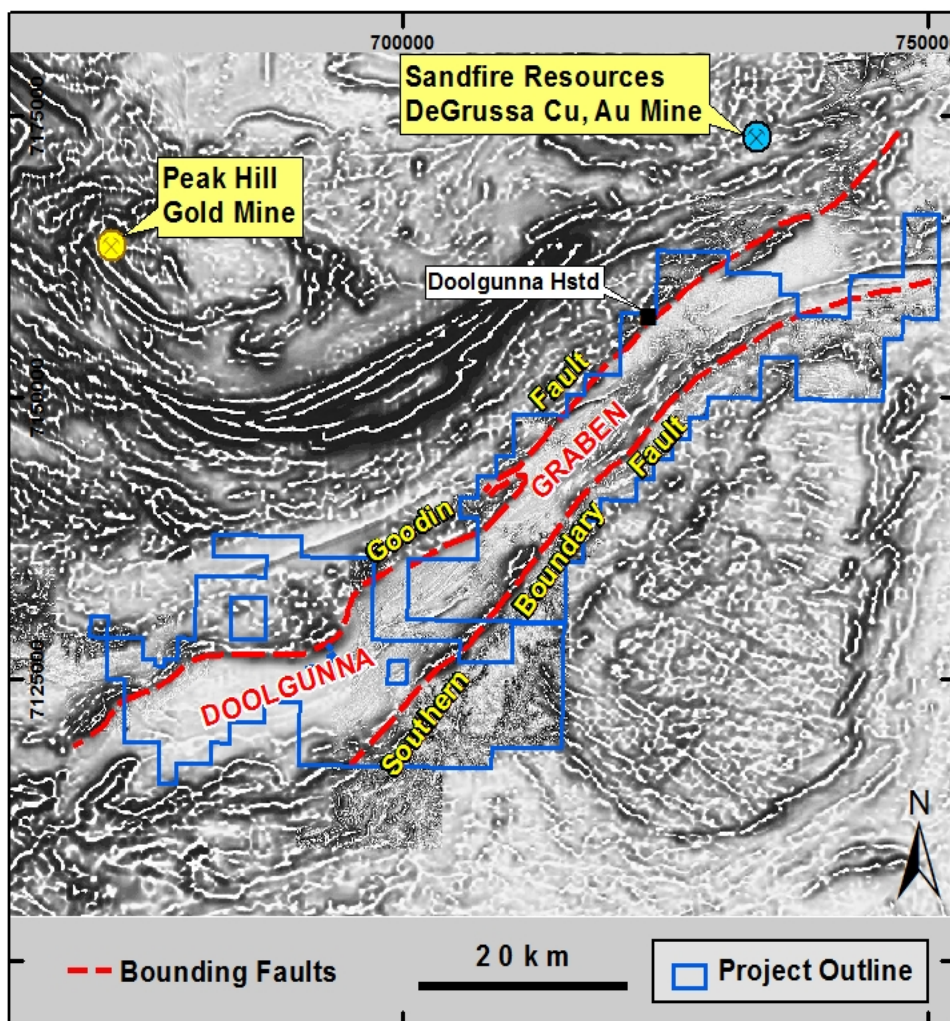 700000
75000
7175000
Sandfire Resources
DeGrussa Cu, Au Mine
Peak Hill
Gold Mine
Doolgunna Hstd
7150000
Goodin
Fault
DOOLGUNNA
GRABEN
Southern
Boundary
Fault
7125000
N
Bounding Faults
20 km
Project Outline